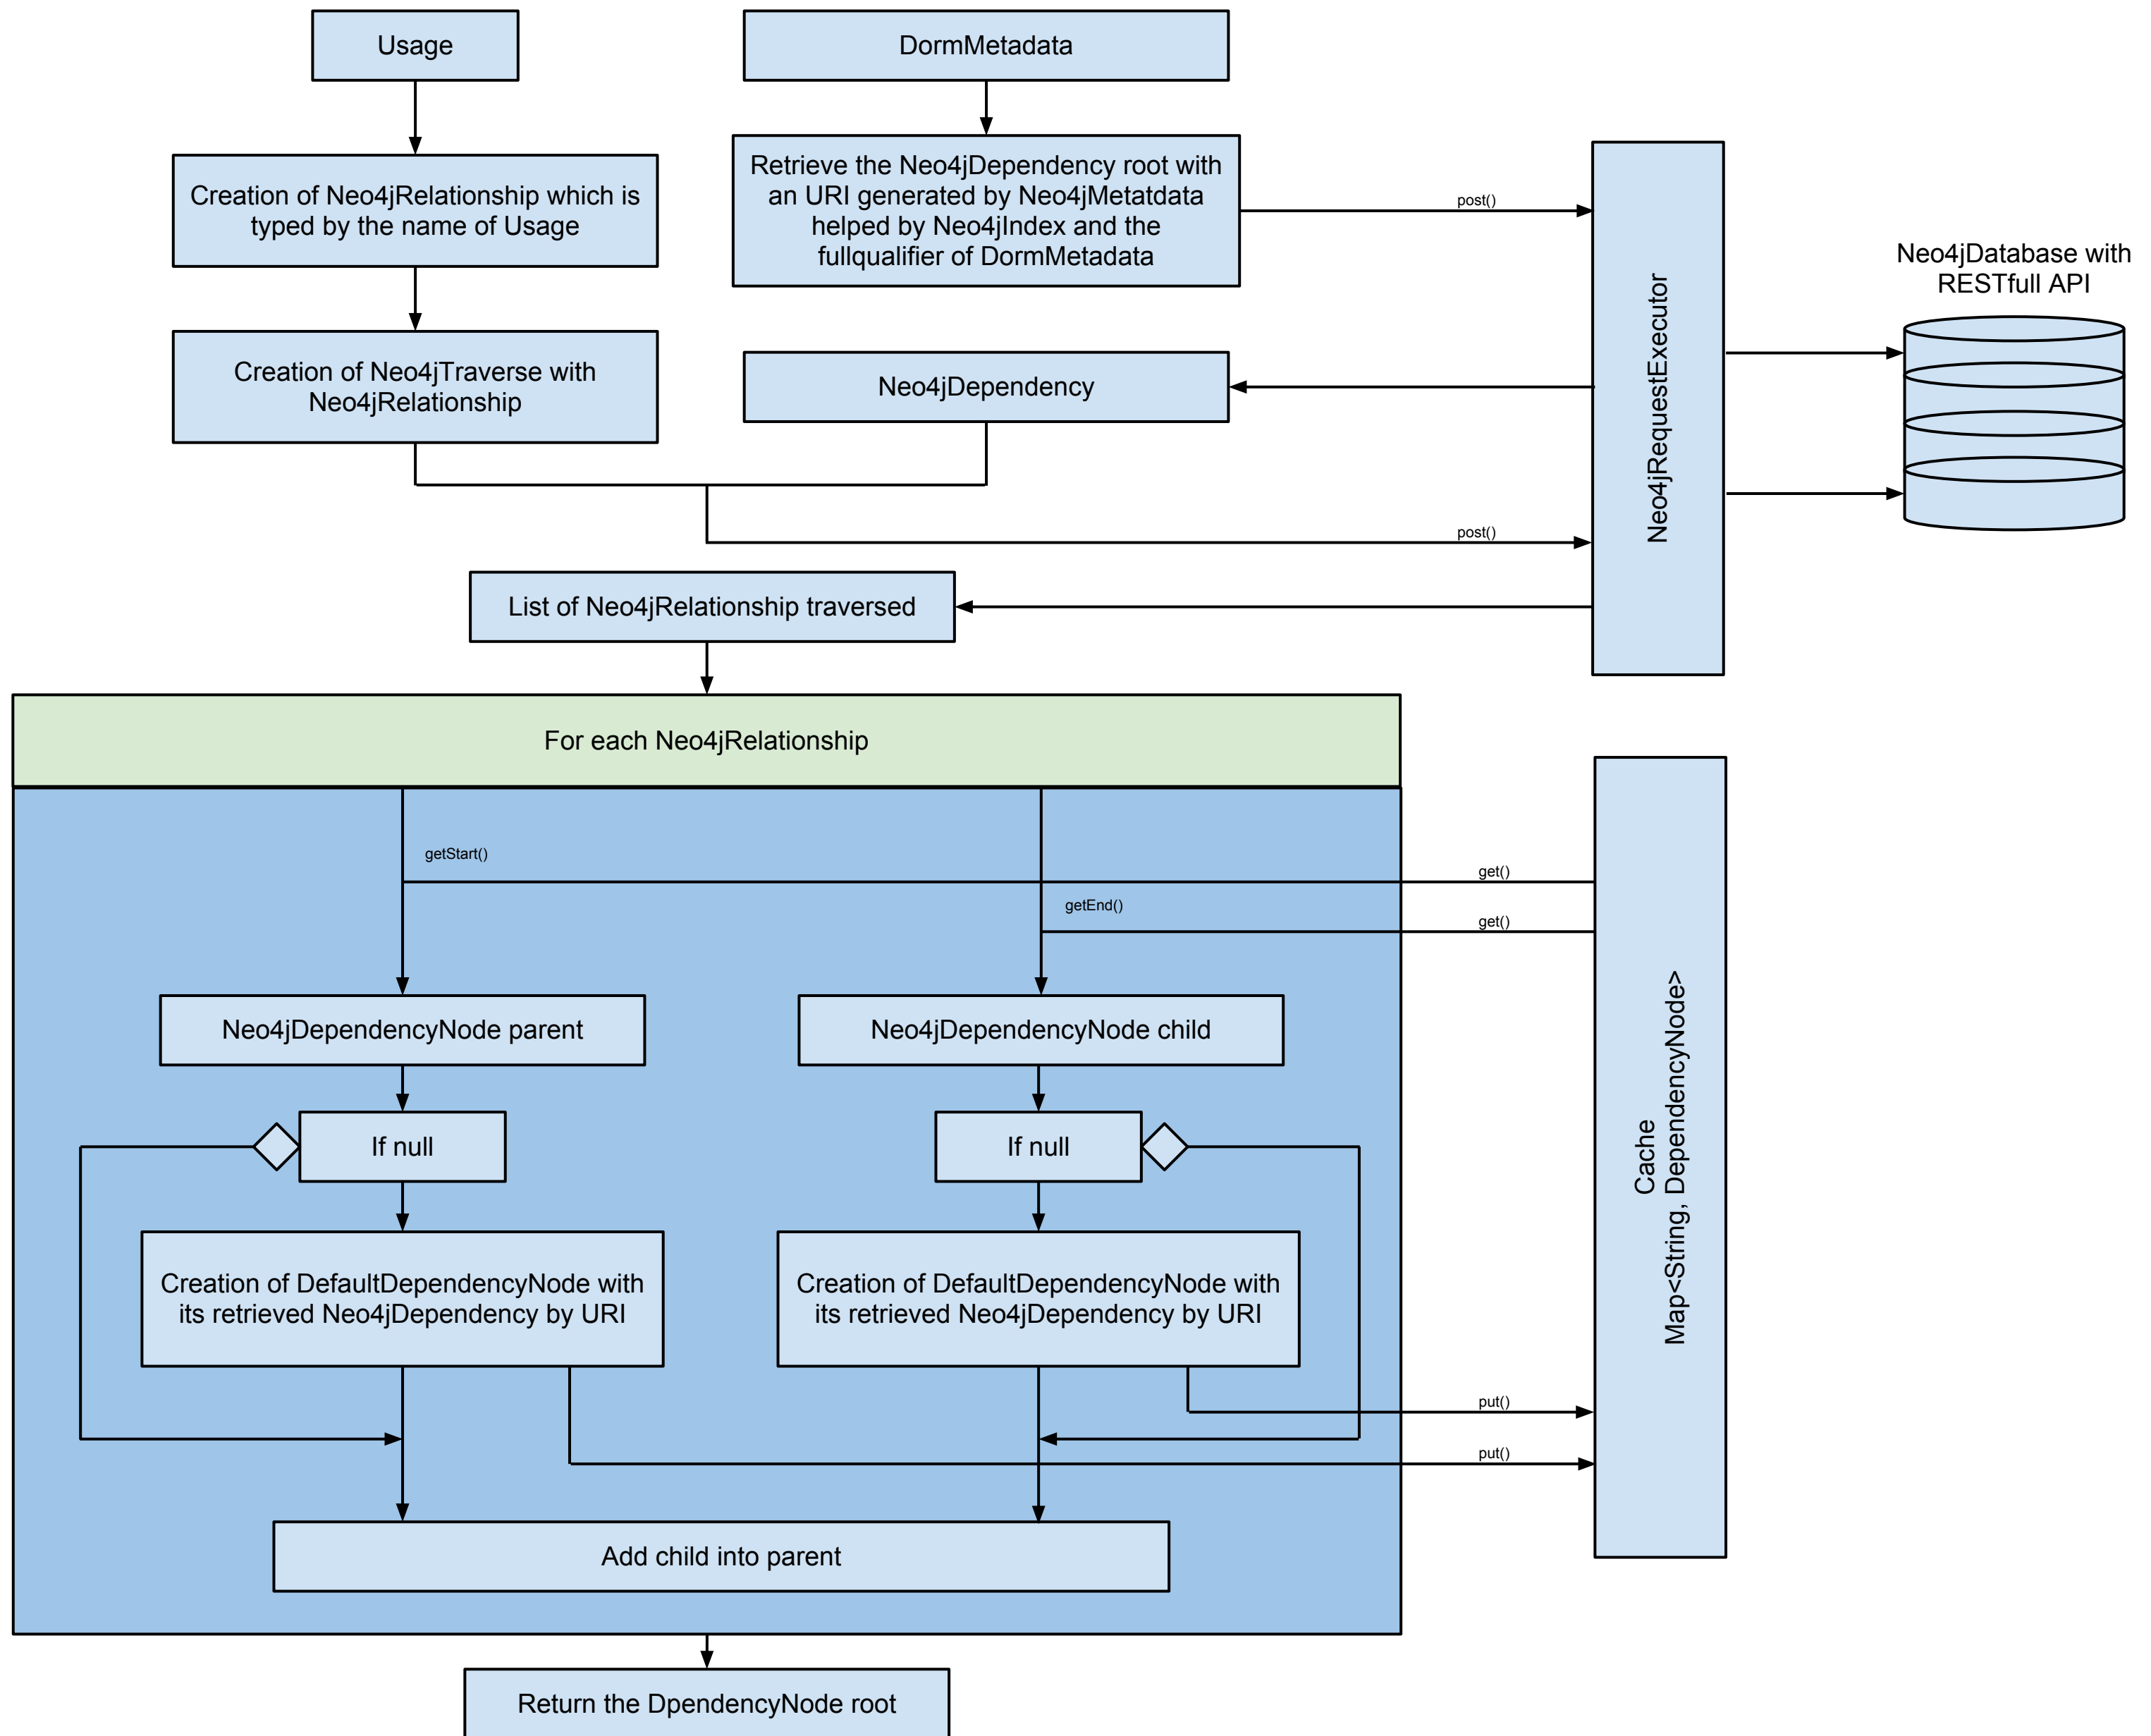 Usage
DormMetadata
Creation of Neo4jRelationship which is
typed by the name of Usage
Retrieve the Neo4jDependency root with
an URI generated by Neo4jMetatdata
helped by Neo4jIndex and the
fullqualifier of DormMetadata
post()
Neo4jRequestExecutor
Neo4jDatabase with
RESTfull API
Creation of Neo4jTraverse with
Neo4jRelationship
Neo4jDependency
post()
List of Neo4jRelationship traversed
For each Neo4jRelationship
getStart()
get()
getEnd()
get()
Cache
Map<String, DependencyNode>
Neo4jDependencyNode parent
Neo4jDependencyNode child
If null
If null
Creation of DefaultDependencyNode with
its retrieved Neo4jDependency by URI
Creation of DefaultDependencyNode with
its retrieved Neo4jDependency by URI
put()
put()
Add child into parent
Return the DpendencyNode root